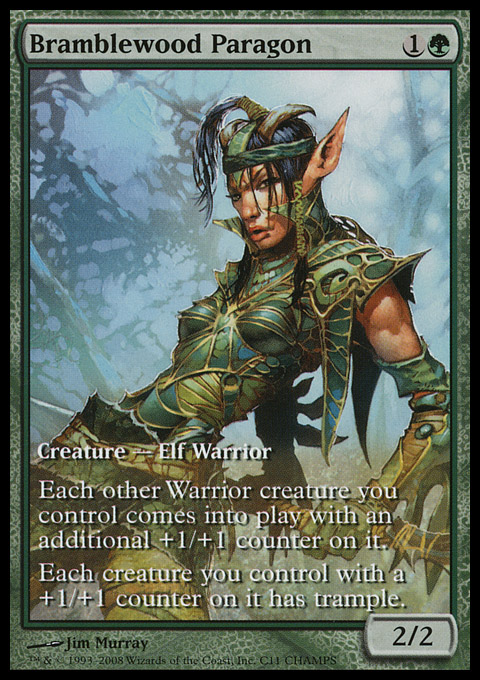 Bramblewood Paragon 1
Creature — Elf Warrior
Each other Warrior creature you
control comes into play with an
additional +1/+1 counter on it.
Each creature you control with a
+1/+1 counter on it has trample.
Jim Murray
2/2
™ & © 1993-2008 Wizards of the Coast, Inc. C11 CHAMPS